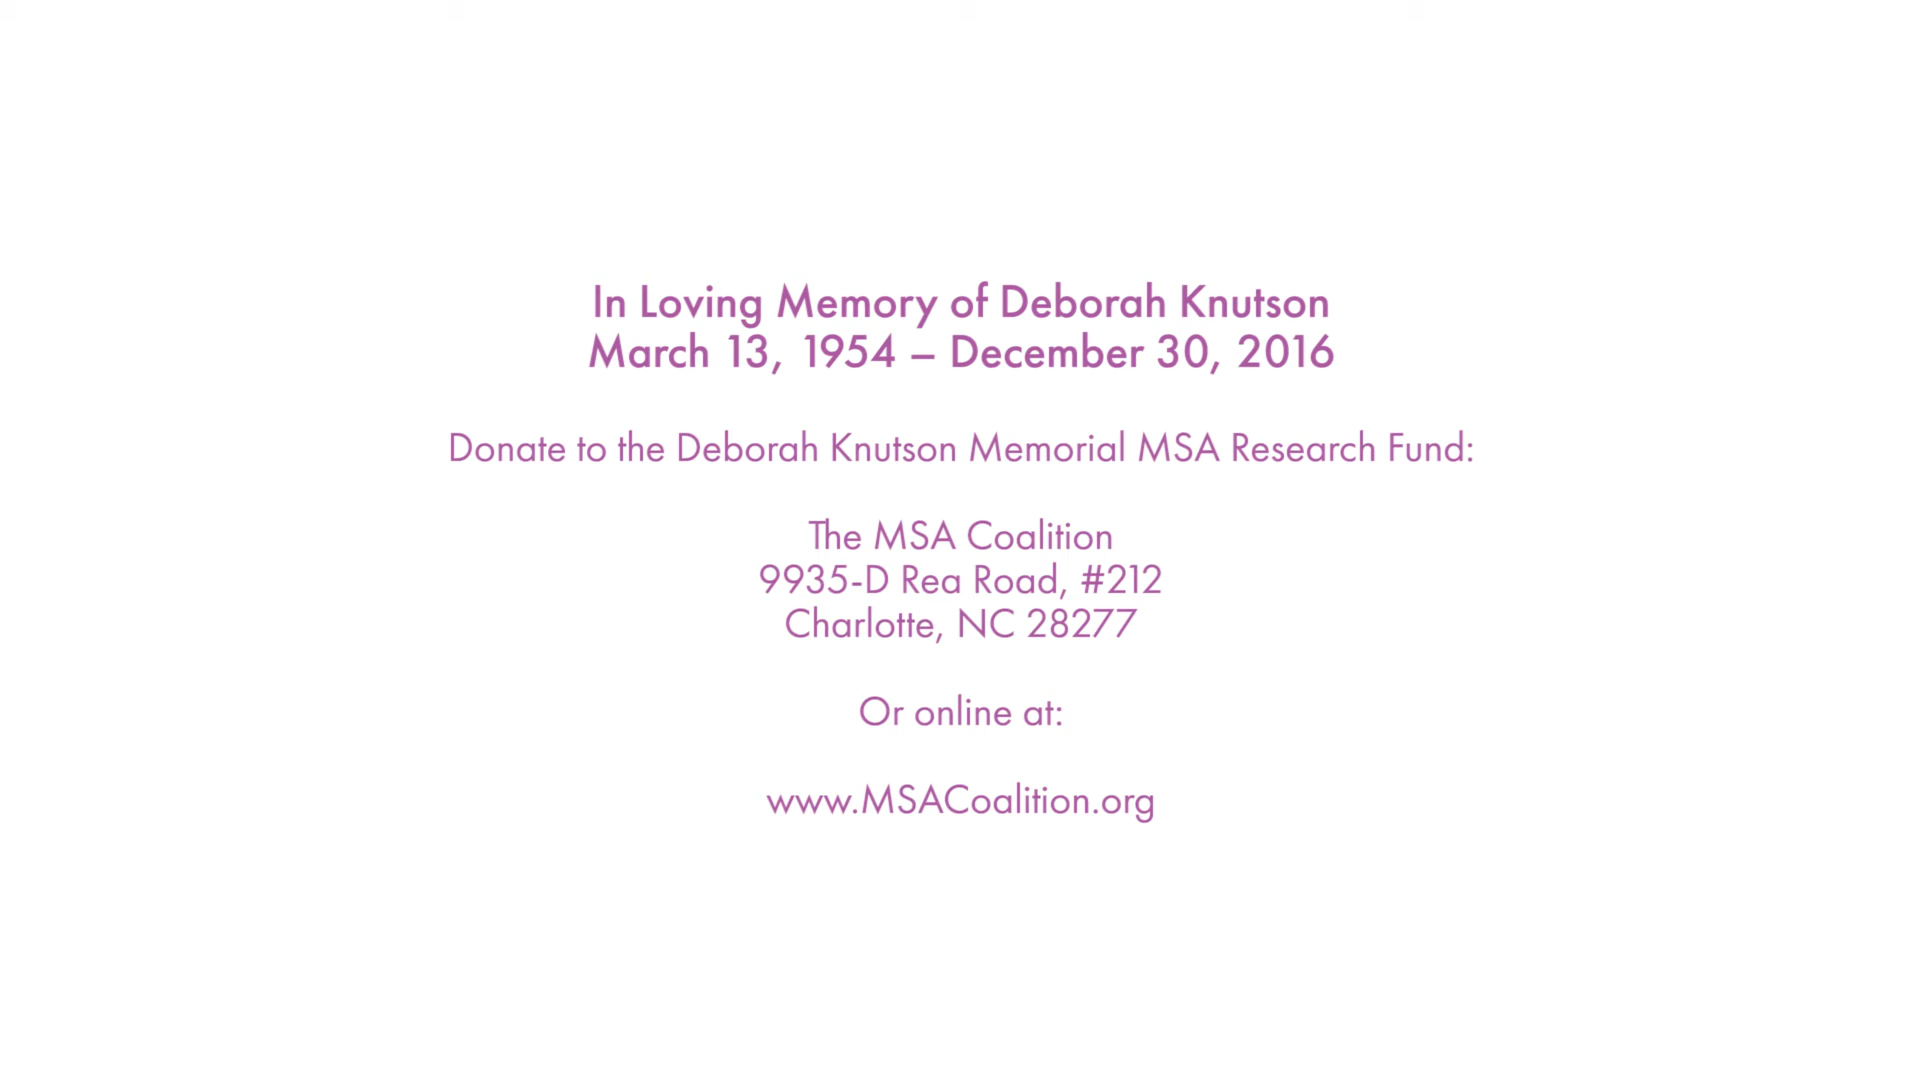 In Loving Memory of Deborah Knutson
March 13, 1954 – December 30, 2016
Donate to the Deborah Knutson Memorial MSA Research Fund:
The MSA Coalition
9935-D Rea Road, #212
Charlotte, NC 28277
Or online at:
www.MSACoalition.org